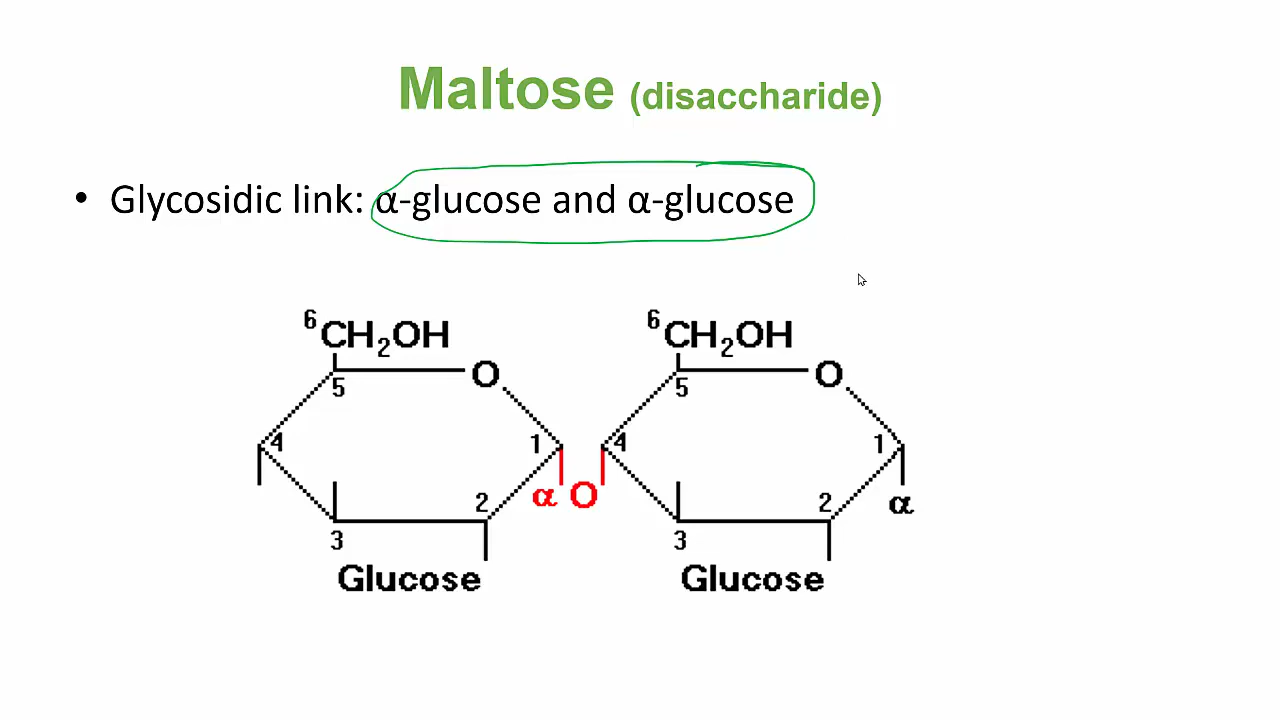 Maltose (disaccharide)
• Glycosidic link: α-glucose and α-glucose
6CH2OH 6CH2OH
5 O 5 O
4 1 4 1
α O α
2 2
3 3
Glucose Glucose